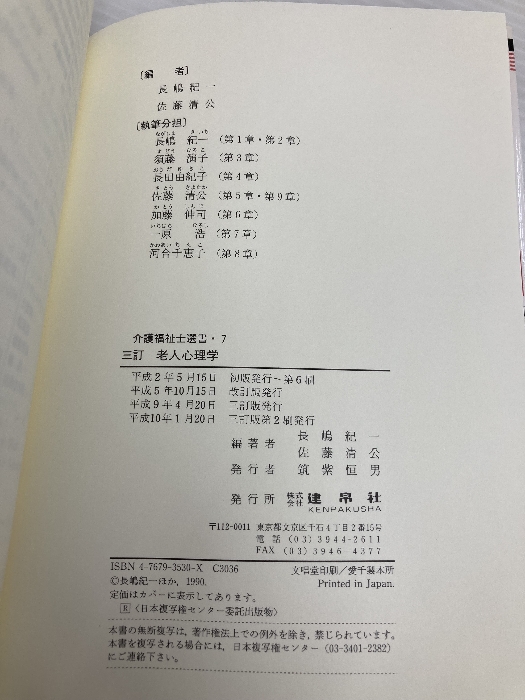 〔編　者〕
長嶋紀一
佐藤清公
〔執筆分担〕
長嶋　紀一（第1章・第2章）
須藤　　子（第3章）
長田由紀子（第4章）
佐藤　清公（第5章・第9章）
加藤　伸司（第6章）
一原　浩（第7章）
河合千恵子（第8章）
介護福祉士選書・7
三訂　老人心理学
平成2年5月15日　初版発行～第6刷
平成5年10月15日　改訂版発行
平成9年4月20日　三訂版発行
平成10年1月20日　三訂版第2刷発行
編著者　長嶋紀一
佐藤清公
発行者　筑紫恒男
発行所　株式会社　建帛社
KENPAKUSHA
〒112-0011　東京都文京区千石4丁目2番15号
電話　(03)3944-2611
FAX　(03)3946-4377
ISBN 4-7679-3530-X C3036　文唱堂印刷／愛千製本所
©長嶋紀一ほか, 1990.　Printed in Japan.
定価はカバーに表示してあります。
R〈日本複写権センター委託出版物〉
本書の無断複写は，著作権法上での例外を除き，禁じられています。
本書を複写される場合には，日本複写権センター（03-3401-2382）
にご連絡下さい。